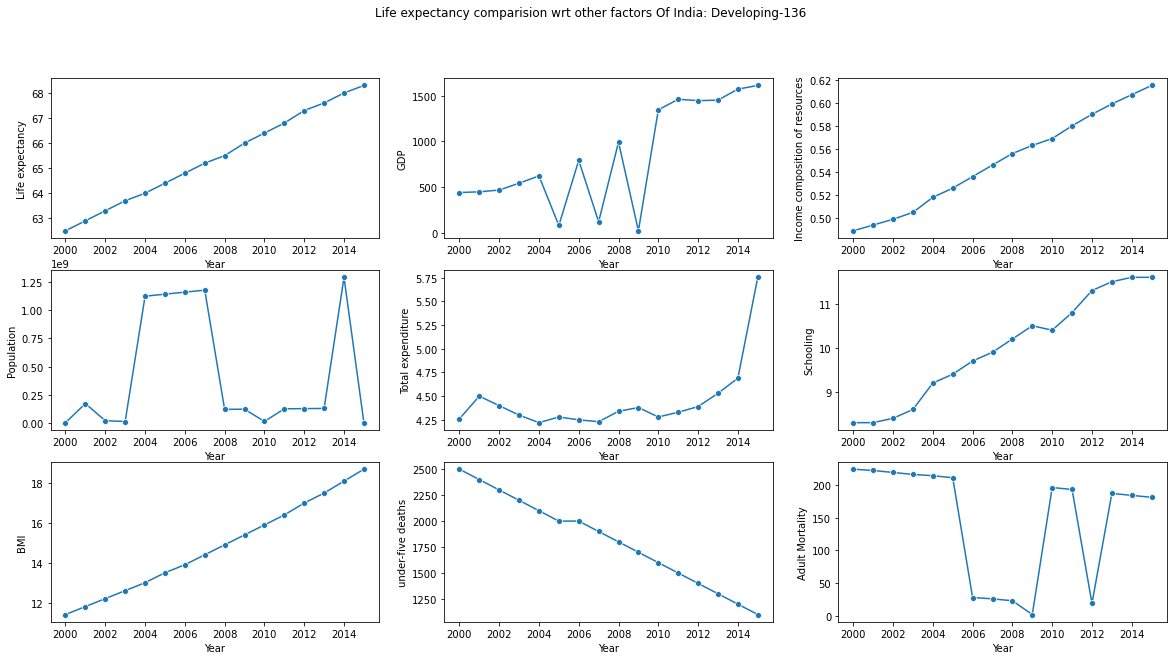 Life expectancy comparision wrt other factors Of India: Developing-136
Life expectancy
68
67
66
65
64
63
2000 2002 2004 2006 2008 2010 2012 2014
Year
GDP
1500
1000
500
0
2000 2002 2004 2006 2008 2010 2012 2014
Year
Income composition of resources
0.62
0.60
0.58
0.56
0.54
0.52
0.50
2000 2002 2004 2006 2008 2010 2012 2014
Year
1e9
Population
1.25
1.00
0.75
0.50
0.25
0.00
2000 2002 2004 2006 2008 2010 2012 2014
Year
Total expenditure
5.75
5.50
5.25
5.00
4.75
4.50
4.25
2000 2002 2004 2006 2008 2010 2012 2014
Year
Schooling
11
10
9
2000 2002 2004 2006 2008 2010 2012 2014
Year
BMI
18
16
14
12
2000 2002 2004 2006 2008 2010 2012 2014
Year
under-five deaths
2500
2250
2000
1750
1500
1250
2000 2002 2004 2006 2008 2010 2012 2014
Year
Adult Mortality
200
150
100
50
0
2000 2002 2004 2006 2008 2010 2012 2014
Year